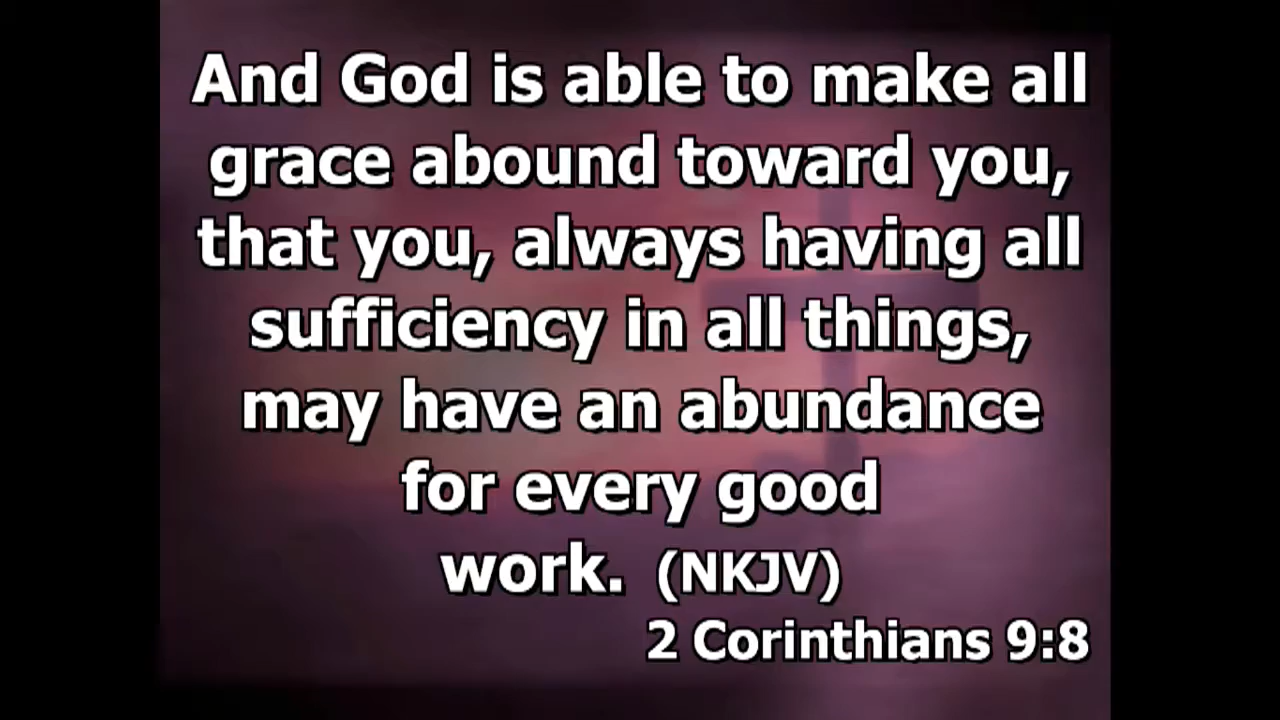 And God is able to make all
grace abound toward you,
that you, always having all
sufficiency in all things,
may have an abundance
for every good
work. (NKJV)
2 Corinthians 9:8